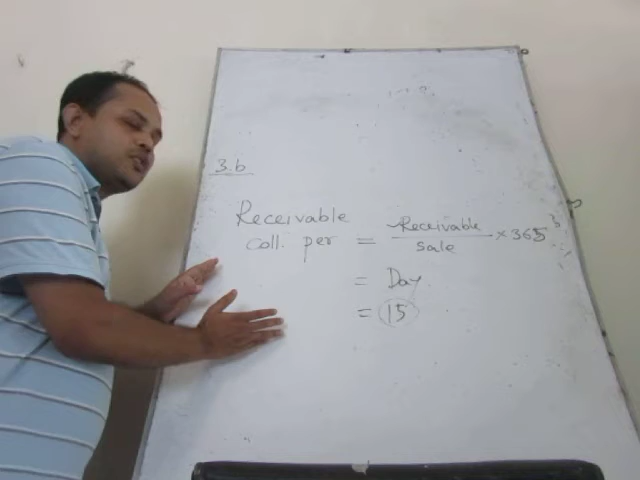 3.b
Receivable
Coll. per = Receivable / sale × 365
= Day
= 15